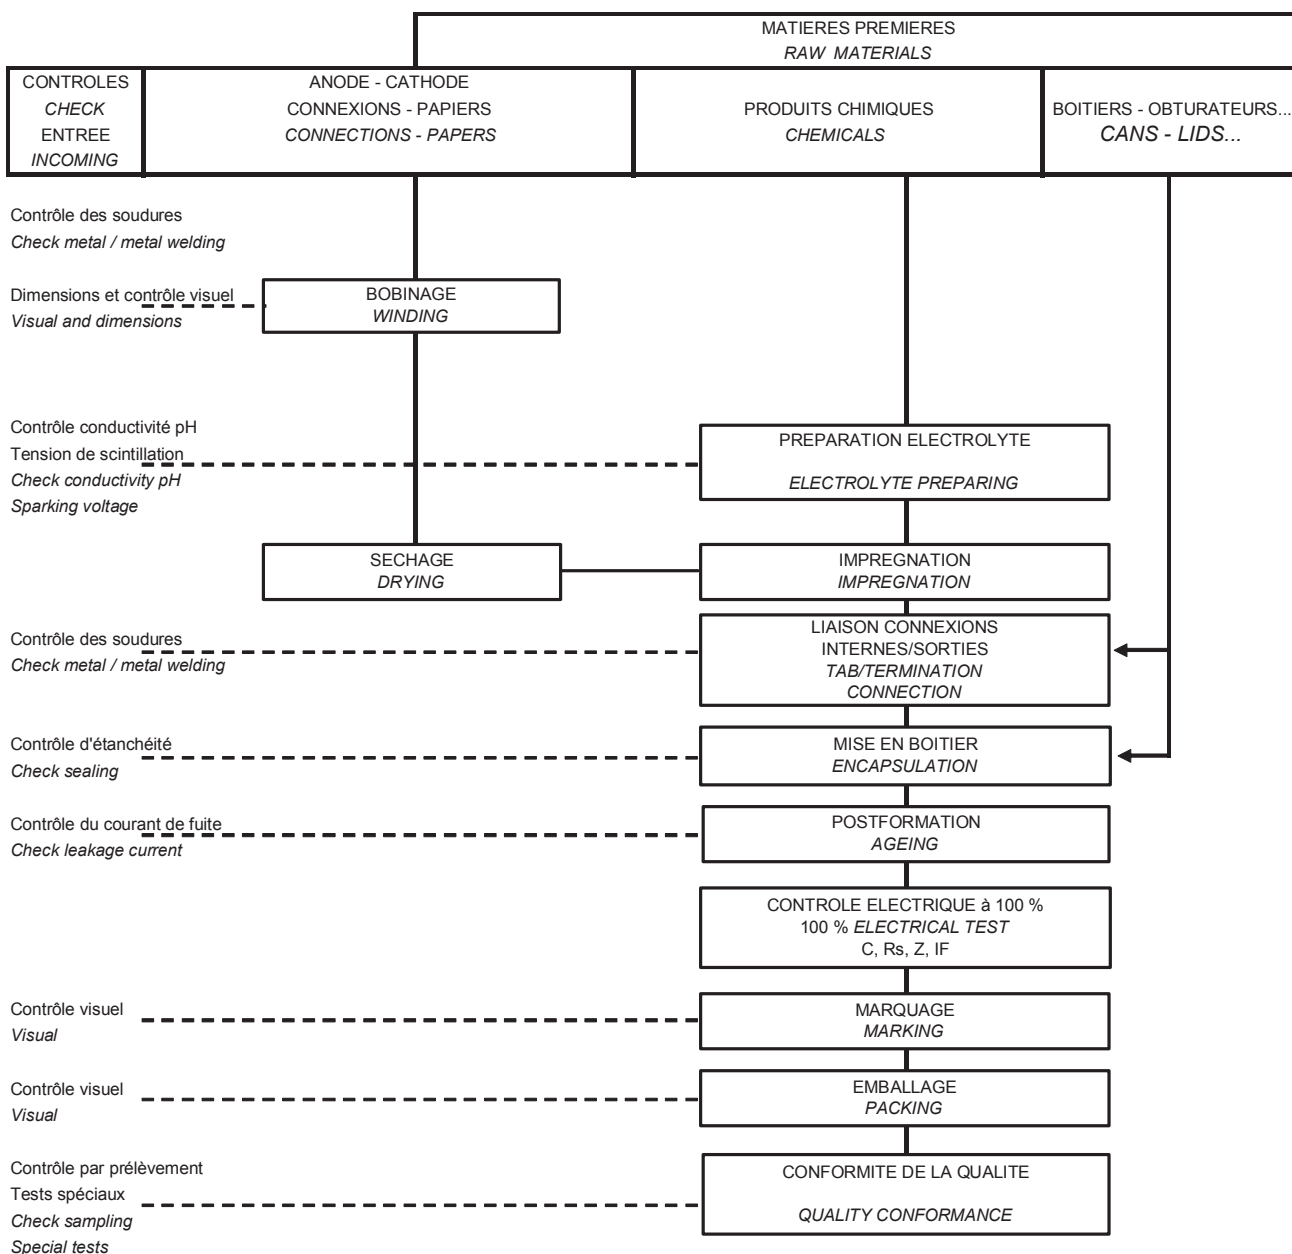 MATIERES PREMIERES
RAW MATERIALS
CONTROLES
CHECK
ENTREE
INCOMING
ANODE - CATHODE
CONNEXIONS - PAPIERS
CONNECTIONS - PAPERS
PRODUITS CHIMIQUES
CHEMICALS
BOITIERS - OBTURATEURS...
CANS - LIDS...
Contrôle des soudures
Check metal / metal welding
Dimensions et contrôle visuel
Visual and dimensions
BOBINAGE
WINDING
Contrôle conductivité pH
Tension de scintillation
Check conductivity pH
Sparking voltage
PREPARATION ELECTROLYTE
ELECTROLYTE PREPARING
SECHAGE
DRYING
IMPREGNATION
IMPREGNATION
Contrôle des soudures
Check metal / metal welding
LIAISON CONNEXIONS
INTERNES/SORTIES
TAB/TERMINATION
CONNECTION
Contrôle d'étanchéité
Check sealing
MISE EN BOITIER
ENCAPSULATION
Contrôle du courant de fuite
Check leakage current
POSTFORMATION
AGEING
CONTROLE ELECTRIQUE à 100 %
100 % ELECTRICAL TEST
C, Rs, Z, IF
Contrôle visuel
Visual
MARQUAGE
MARKING
Contrôle visuel
Visual
EMBALLAGE
PACKING
Contrôle par prélèvement
Tests spéciaux
Check sampling
Special tests
CONFORMITE DE LA QUALITE
QUALITY CONFORMANCE